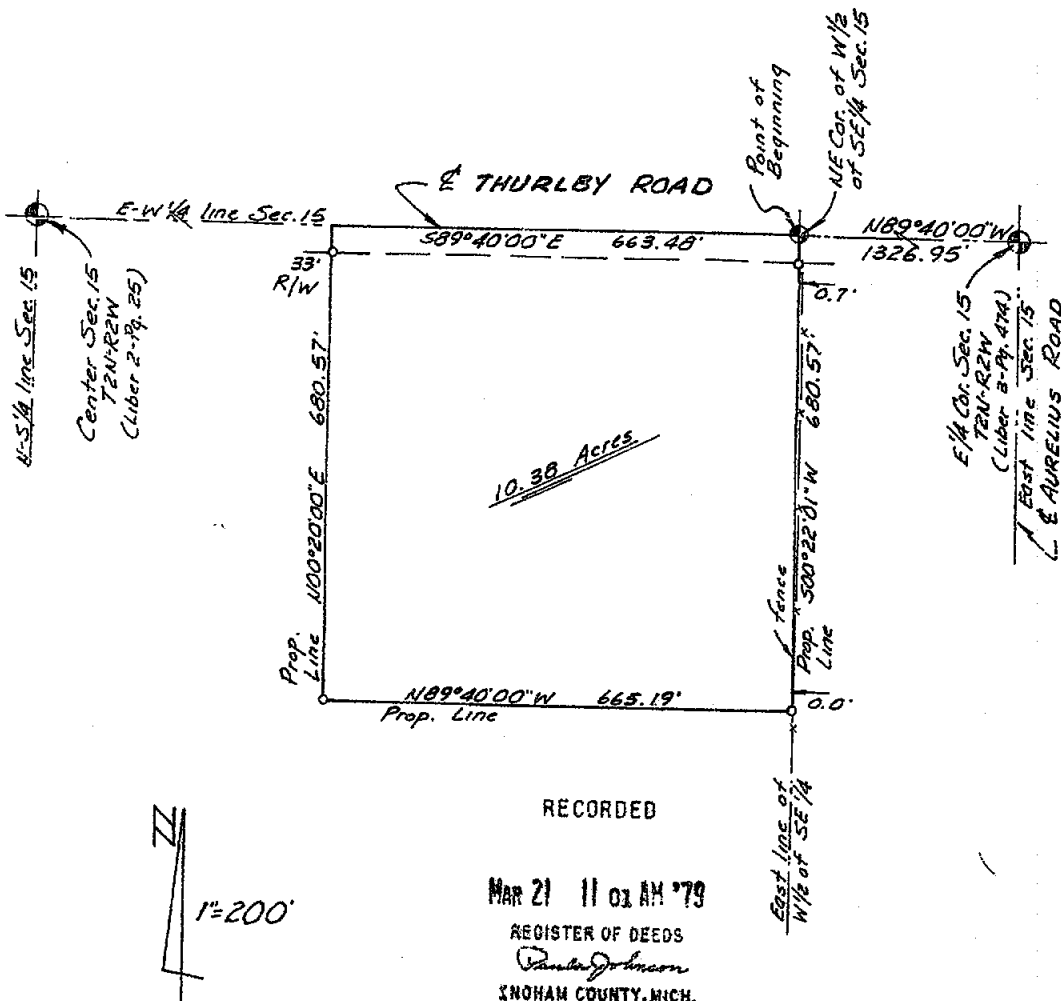 Point of
Beginning
NE Cor. of W½
of SE¼ Sec. 15
℄ THURLBY ROAD
E-W ¼ line Sec. 15
S89°40'00"E 663.48'
N89°40'00"W
1326.95'
33'
R/W
0.7'
N-S ¼ line Sec. 15
Center Sec. 15
T2N-R2W
(Liber 2-Pg. 25)
E¼ Cor. Sec. 15
T2N-R2W
(Liber 3-Pg. 474)
East line Sec. 15
℄ AURELIUS ROAD
N00°20'00"E 680.57'
Prop.
Line
10.38 Acres
S00°22'01"W 680.57'
fence
Prop.
Line
N89°40'00"W 665.19'
Prop. Line
0.0'
East line of
W½ of SE¼
N
1"=200'
RECORDED
MAR 21 11 01 AM '79
REGISTER OF DEEDS
Paula Johnson
INGHAM COUNTY, MICH.